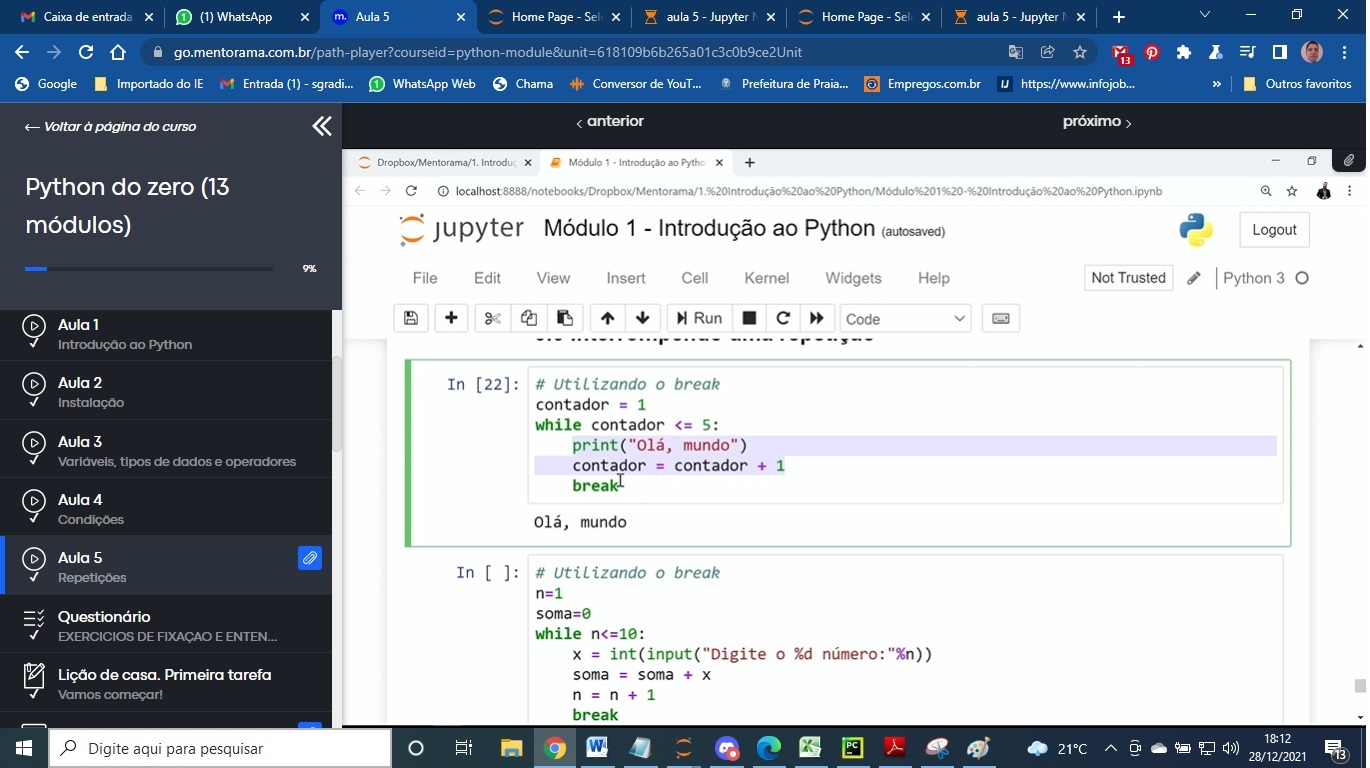 Caixa de entrada
(1) WhatsApp
Aula 5
Home Page - Sele
aula 5 - Jupyter N
Home Page - Sele
aula 5 - Jupyter N
go.mentorama.com.br/path-player?courseid=python-module&unit=618109b6b265a01c3c0b9ce2Unit
13
Google
Importado do IE
Entrada (1) - sgradi...
WhatsApp Web
Chama
Conversor de YouT...
Prefeitura de Praia...
Empregos.com.br
https://www.infojob...
»
Outros favoritos
← Voltar à página do curso
‹ anterior
próximo ›
Python do zero (13
módulos)
9%
Aula 1
Introdução ao Python
Aula 2
Instalação
Aula 3
Variáveis, tipos de dados e operadores
Aula 4
Condições
Aula 5
Repetições
Questionário
EXERCICIOS DE FIXAÇAO E ENTEN...
Lição de casa. Primeira tarefa
Vamos começar!
Dropbox/Mentorama/1. Introduç
Módulo 1 - Introdução ao Pytho
localhost:8888/notebooks/Dropbox/Mentorama/1.%20Introdução%20ao%20Python/Módulo%201%20-%20Introdução%20ao%20Python.ipynb
jupyter Módulo 1 - Introdução ao Python (autosaved)
Logout
File Edit View Insert Cell Kernel Widgets Help
Not Trusted
Python 3
Run
Code
interrompendo uma repetição
In [22]: # Utilizando o break
contador = 1
while contador <= 5:
print("Olá, mundo")
contador = contador + 1
break
Olá, mundo
In [ ]: # Utilizando o break
n=1
soma=0
while n<=10:
x = int(input("Digite o %d número:"%n))
soma = soma + x
n = n + 1
break
Digite aqui para pesquisar
21°C
18:12
28/12/2021
13